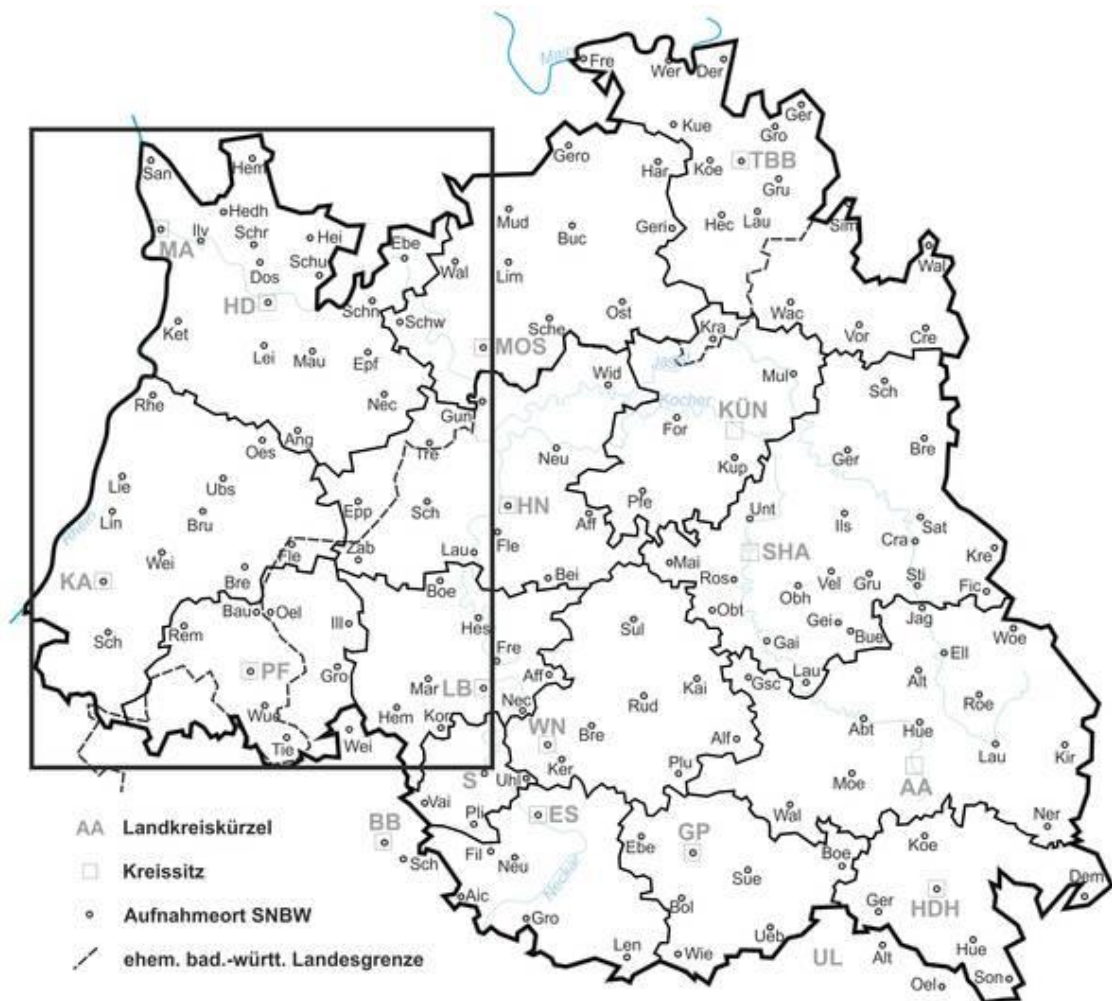 Main
Fre
Wer
Der
Ger
Kue
Gro
Gero
Har
Koe
TBB
San
Hem
Gru
Hedh
Mud
Hec
Lau
Ilv
Schr
Hei
Ebe
Buc
Geri
Sim
MA
Dos
Schu
Wal
Lim
Wal
HD
Schn
Schw
Sche
Ost
Wac
Vor
Cre
Ket
Kra
Lei
Mau
Epf
MOS
Jagst
Wid
Mul
Sch
Rhe
Nec
Gun
Kocher
KÜN
For
Ang
Oes
Tre
Neu
Ger
Bre
Kup
Lie
Ubs
Epp
Sch
HN
Pfe
Aff
Unt
Ils
Sat
Lin
Bru
Rhein
Wei
Fle
Zab
Lau
Fle
Cra
Kre
SHA
Mai
KA
Bre
Boe
Bei
Ros
Obh
Vel
Gru
Sti
Fic
Bau
Oel
Obt
Jag
Sch
Rem
Ill
Hes
Sul
Gei
Bue
Woe
Gai
Ell
Fre
PF
Gro
Mar
LB
Aff
Kai
Gsc
Lau
Alt
Roe
Nec
Rud
Wue
Hem
Kor
WN
Bre
Abt
Hue
Tie
Wei
Alf
Lau
Kir
S
Uhl
Ker
Plu
Moe
AA
Vai
Pli
ES
Wal
Ner
AA Landkreiskürzel
BB
Fil
Neu
Ebe
GP
Boe
Koe
Kreissitz
Sch
Neckar
Sue
Dem
Aic
Bol
Ger
HDH
Aufnahmeort SNBW
Gro
Ueb
Hue
Len
Wie
UL
Alt
ehem. bad.-württ. Landesgrenze
Oel
Son